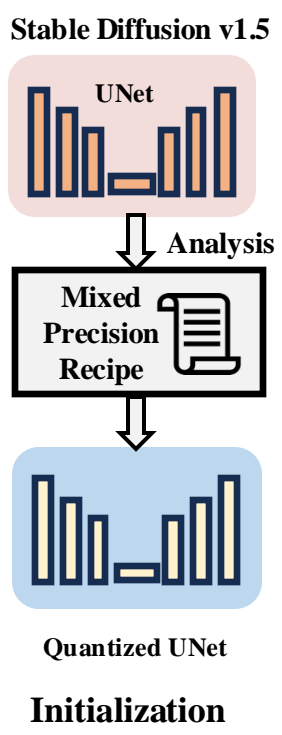 Stable Diffusion v1.5
UNet
Analysis
Mixed
Precision
Recipe
Quantized UNet
Initialization